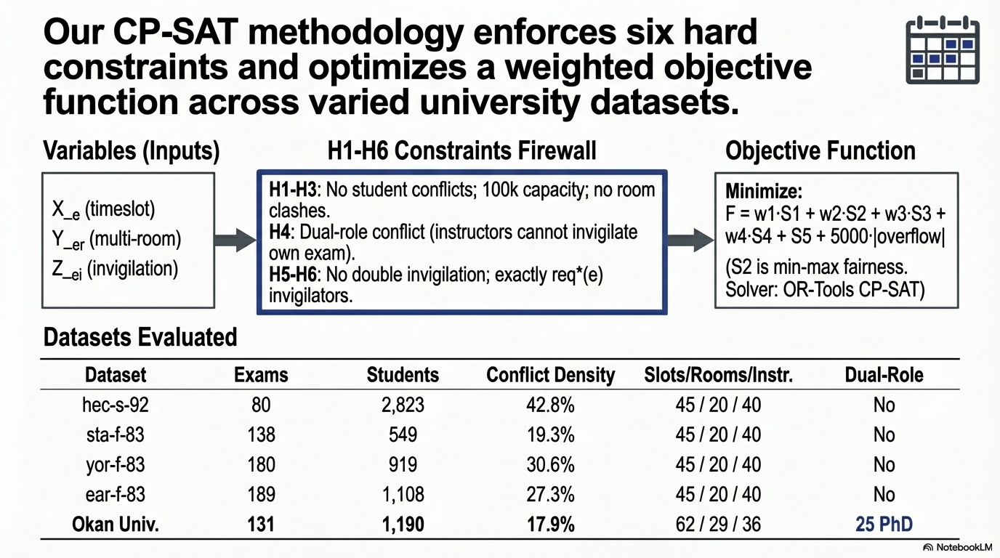 Our CP-SAT methodology enforces six hard
constraints and optimizes a weighted objective
function across varied university datasets.
Variables (Inputs)
X_e (timeslot)
Y_er (multi-room)
Z_ei (invigilation)
H1-H6 Constraints Firewall
H1-H3: No student conflicts; 100k capacity; no room
clashes.
H4: Dual-role conflict (instructors cannot invigilate
own exam).
H5-H6: No double invigilation; exactly req*(e)
invigilators.
Objective Function
Minimize:
F = w1·S1 + w2·S2 + w3·S3 +
w4·S4 + S5 + 5000·|overflow|
(S2 is min-max fairness.
Solver: OR-Tools CP-SAT)
Datasets Evaluated
Dataset Exams Students Conflict Density Slots/Rooms/Instr. Dual-Role
hec-s-92 80 2,823 42.8% 45 / 20 / 40 No
sta-f-83 138 549 19.3% 45 / 20 / 40 No
yor-f-83 180 919 30.6% 45 / 20 / 40 No
ear-f-83 189 1,108 27.3% 45 / 20 / 40 No
Okan Univ. 131 1,190 17.9% 62 / 29 / 36 25 PhD
NotebookLM